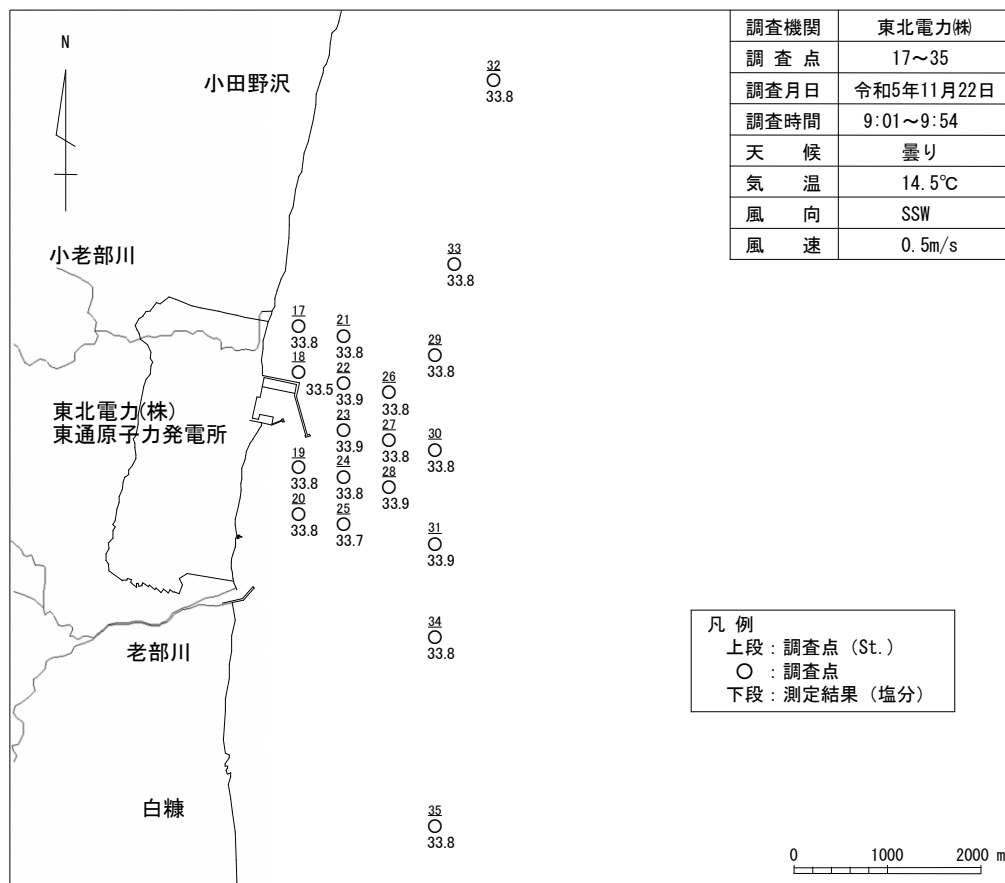 調査機関 東北電力㈱
調査点 17～35
調査月日 令和5年11月22日
調査時間 9:01～9:54
天候 曇り
気温 14.5℃
風向 SSW
風速 0.5m/s
N
小田野沢
32
33.8
小老部川
33
33.8
17
33.8
21
33.8
29
33.8
18
33.5
22
33.9
26
33.8
東北電力(株)
東通原子力発電所
23
33.9
27
33.8
30
33.8
19
33.8
24
33.8
28
33.9
20
33.8
25
33.7
31
33.9
34
33.8
老部川
凡例
上段：調査点（St.）
○：調査点
下段：測定結果（塩分）
白糠
35
33.8
0 1000 2000 m